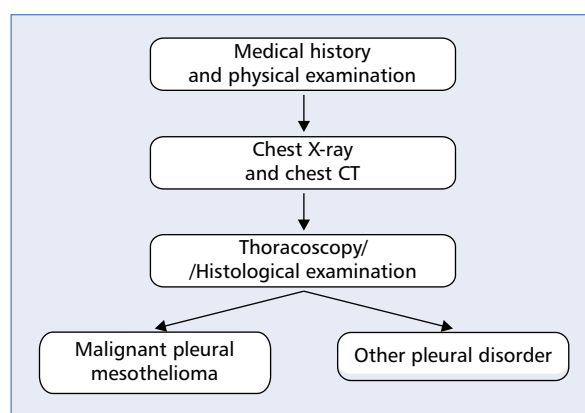 Medical history
and physical examination
Chest X-ray
and chest CT
Thoracoscopy/
/Histological examination
Malignant pleural
mesothelioma
Other pleural disorder